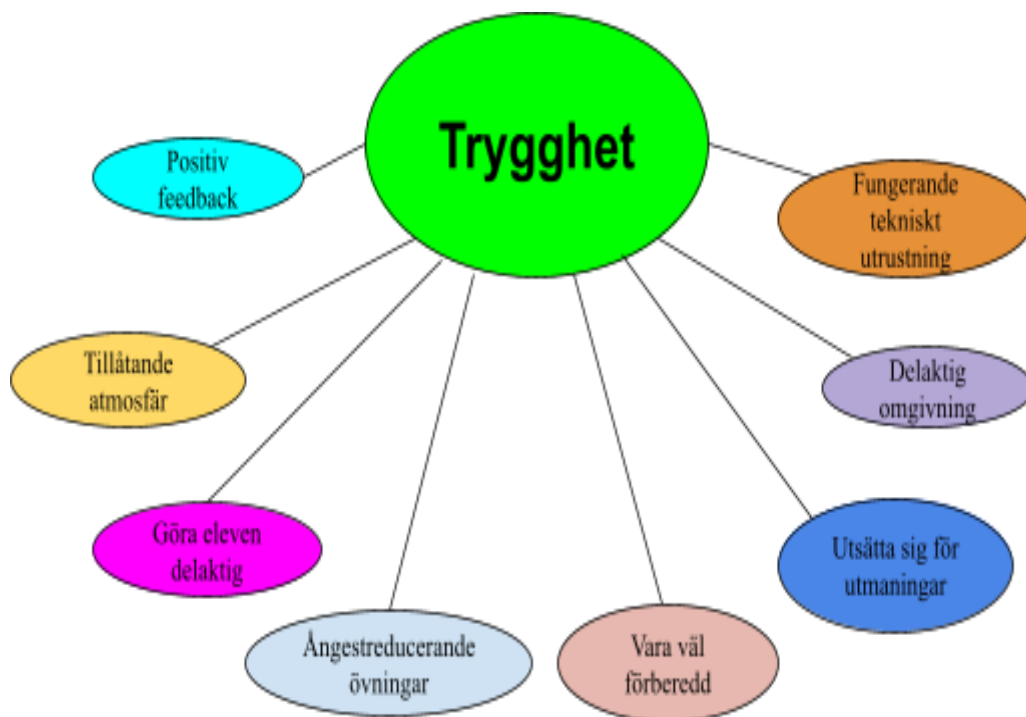 Trygghet
Positiv
feedback
Fungerande
tekniskt
utrustning
Tillåtande
atmosfär
Delaktig
omgivning
Göra eleven
delaktig
Utsätta sig för
utmaningar
Ångestreducerande
övningar
Vara väl
förberedd